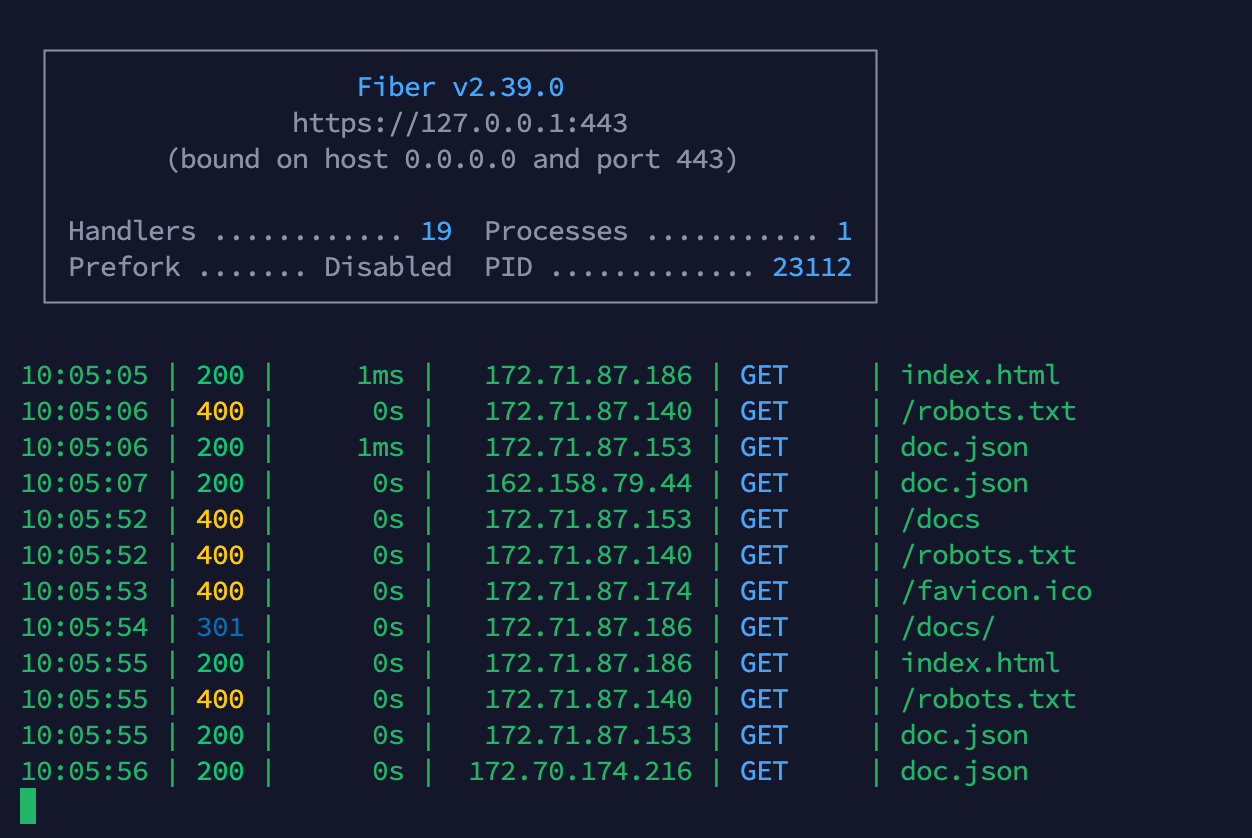 Fiber v2.39.0
https://127.0.0.1:443
(bound on host 0.0.0.0 and port 443)
Handlers ............ 19  Processes ........... 1
Prefork ....... Disabled  PID ............. 23112
10:05:05 | 200 |     1ms |   172.71.87.186 | GET     | index.html
10:05:06 | 400 |      0s |   172.71.87.140 | GET     | /robots.txt
10:05:06 | 200 |     1ms |   172.71.87.153 | GET     | doc.json
10:05:07 | 200 |      0s |   162.158.79.44 | GET     | doc.json
10:05:52 | 400 |      0s |   172.71.87.153 | GET     | /docs
10:05:52 | 400 |      0s |   172.71.87.140 | GET     | /robots.txt
10:05:53 | 400 |      0s |   172.71.87.174 | GET     | /favicon.ico
10:05:54 | 301 |      0s |   172.71.87.186 | GET     | /docs/
10:05:55 | 200 |      0s |   172.71.87.186 | GET     | index.html
10:05:55 | 400 |      0s |   172.71.87.140 | GET     | /robots.txt
10:05:55 | 200 |      0s |   172.71.87.153 | GET     | doc.json
10:05:56 | 200 |      0s |  172.70.174.216 | GET     | doc.json